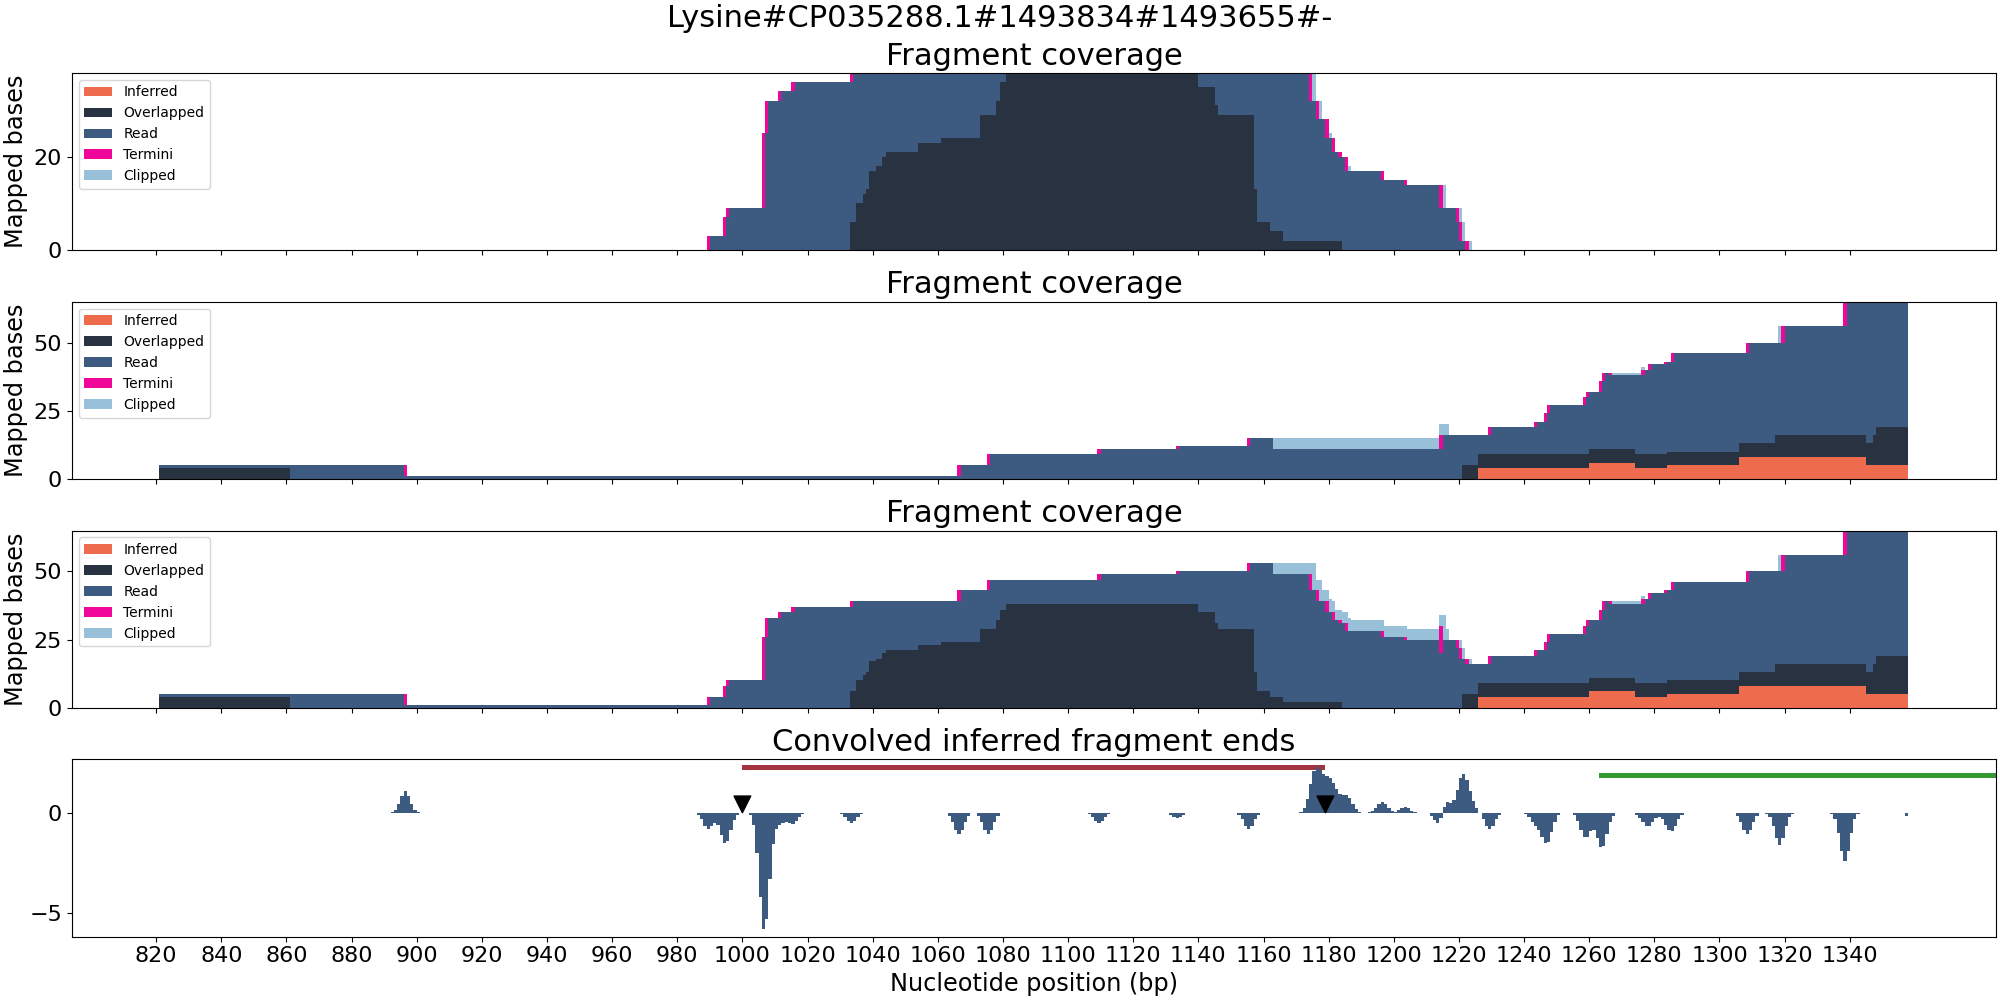 Lysine#CP035288.1#1493834#1493655#-
Fragment coverage
Mapped bases
20
0
Inferred
Overlapped
Read
Termini
Clipped
Fragment coverage
Mapped bases
50
25
0
Inferred
Overlapped
Read
Termini
Clipped
Fragment coverage
Mapped bases
50
25
0
Inferred
Overlapped
Read
Termini
Clipped
Convolved inferred fragment ends
0
−5
820 840 860 880 900 920 940 960 980 1000 1020 1040 1060 1080 1100 1120 1140 1160 1180 1200 1220 1240 1260 1280 1300 1320 1340
Nucleotide position (bp)